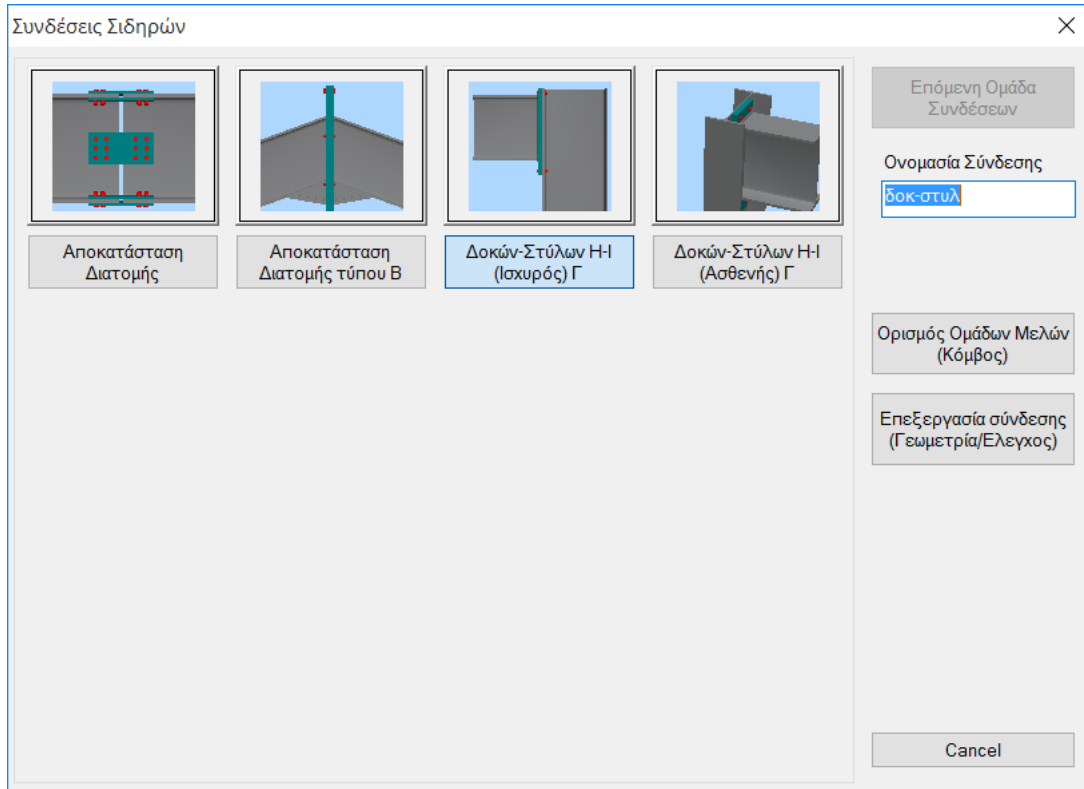 Συνδέσεις Σιδηρών
Αποκατάσταση
Διατομής
Αποκατάσταση
Διατομής τύπου Β
Δοκών-Στύλων Η-Ι
(Ισχυρός) Γ
Δοκών-Στύλων Η-Ι
(Ασθενής) Γ
Επόμενη Ομάδα
Συνδέσεων
Ονομασία Σύνδεσης
δοκ-στυλ
Ορισμός Ομάδων Μελών
(Κόμβος)
Επεξεργασία σύνδεσης
(Γεωμετρία/Ελεγχος)
Cancel